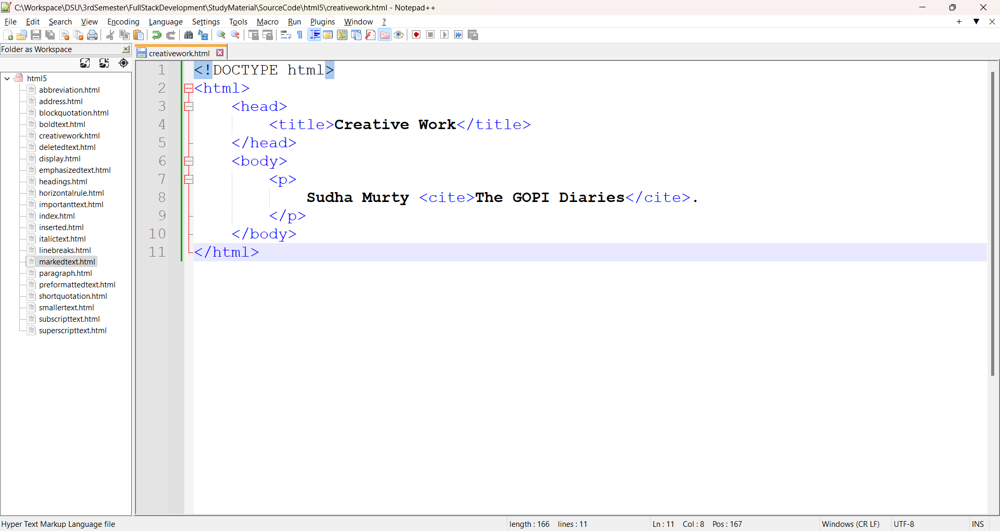 C:\Workspace\DSU\3rdSemester\FullStackDevelopment\StudyMaterial\SourceCode\html5\creativework.html - Notepad++
File Edit Search View Encoding Language Settings Tools Macro Run Plugins Window ?
Folder as Workspace
creativework.html
html5
abbreviation.html
address.html
blockquotation.html
boldtext.html
creativework.html
deletedtext.html
display.html
emphasizedtext.html
headings.html
horizontalrule.html
importanttext.html
index.html
inserted.html
italictext.html
linebreaks.html
markedtext.html
paragraph.html
preformattedtext.html
shortquotation.html
smallertext.html
subscripttext.html
superscripttext.html
1 <!DOCTYPE html>
2 <html>
3 <head>
4 <title>Creative Work</title>
5 </head>
6 <body>
7 <p>
8 Sudha Murty <cite>The GOPI Diaries</cite>.
9 </p>
10 </body>
11 </html>
Hyper Text Markup Language file length : 166 lines : 11 Ln : 11 Col : 8 Pos : 167 Windows (CR LF) UTF-8 INS